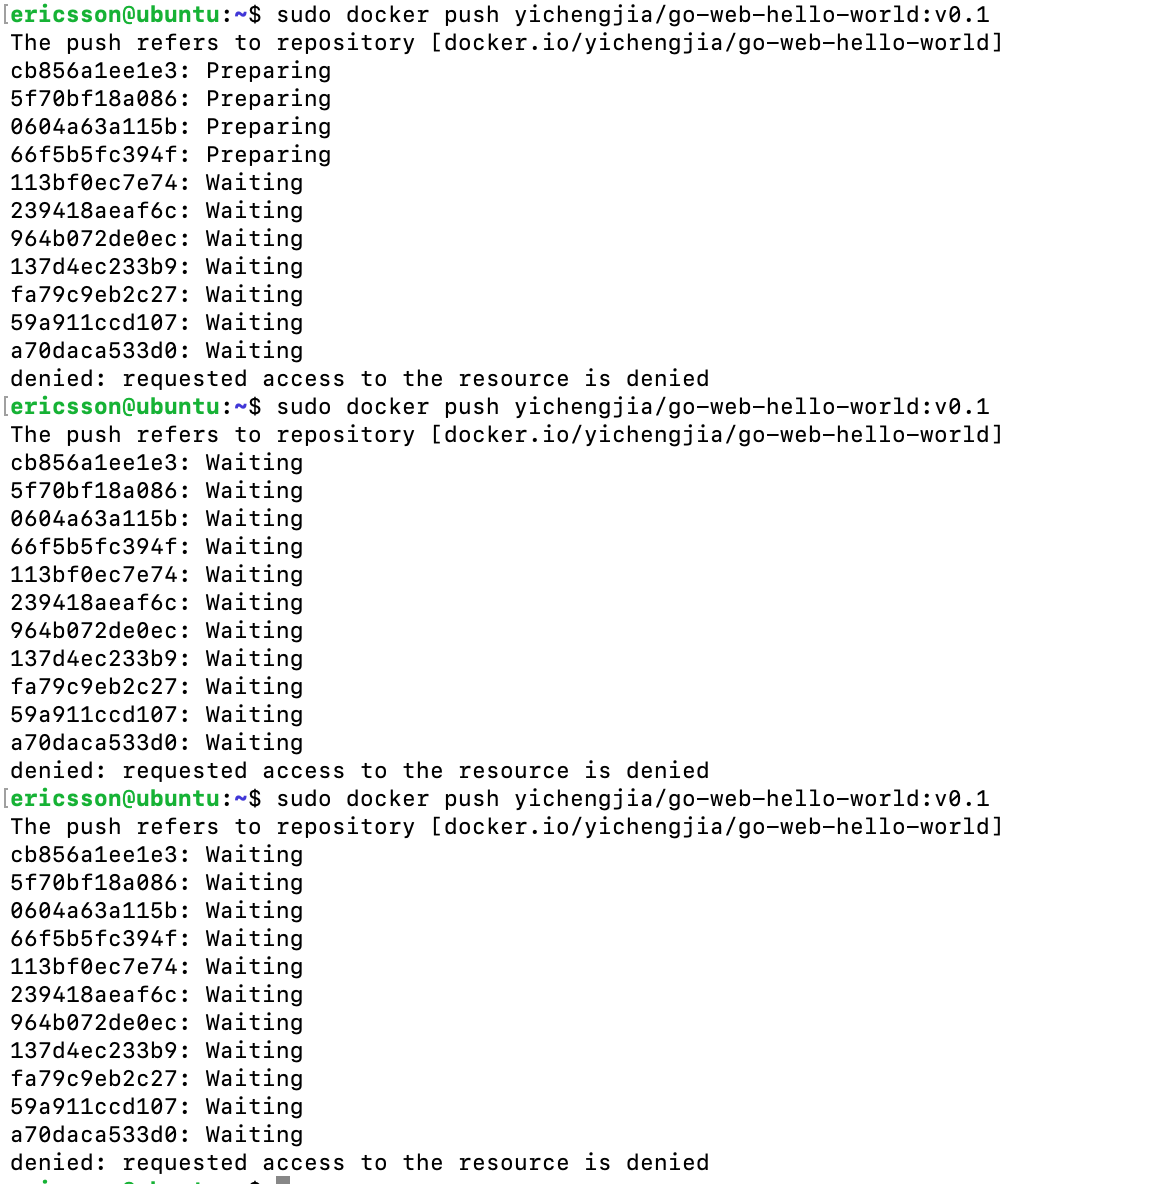 [ericsson@ubuntu:~$ sudo docker push yichengjia/go-web-hello-world:v0.1
The push refers to repository [docker.io/yichengjia/go-web-hello-world]
cb856a1ee1e3: Preparing
5f70bf18a086: Preparing
0604a63a115b: Preparing
66f5b5fc394f: Preparing
113bf0ec7e74: Waiting
239418aeaf6c: Waiting
964b072de0ec: Waiting
137d4ec233b9: Waiting
fa79c9eb2c27: Waiting
59a911ccd107: Waiting
a70daca533d0: Waiting
denied: requested access to the resource is denied
[ericsson@ubuntu:~$ sudo docker push yichengjia/go-web-hello-world:v0.1
The push refers to repository [docker.io/yichengjia/go-web-hello-world]
cb856a1ee1e3: Waiting
5f70bf18a086: Waiting
0604a63a115b: Waiting
66f5b5fc394f: Waiting
113bf0ec7e74: Waiting
239418aeaf6c: Waiting
964b072de0ec: Waiting
137d4ec233b9: Waiting
fa79c9eb2c27: Waiting
59a911ccd107: Waiting
a70daca533d0: Waiting
denied: requested access to the resource is denied
[ericsson@ubuntu:~$ sudo docker push yichengjia/go-web-hello-world:v0.1
The push refers to repository [docker.io/yichengjia/go-web-hello-world]
cb856a1ee1e3: Waiting
5f70bf18a086: Waiting
0604a63a115b: Waiting
66f5b5fc394f: Waiting
113bf0ec7e74: Waiting
239418aeaf6c: Waiting
964b072de0ec: Waiting
137d4ec233b9: Waiting
fa79c9eb2c27: Waiting
59a911ccd107: Waiting
a70daca533d0: Waiting
denied: requested access to the resource is denied